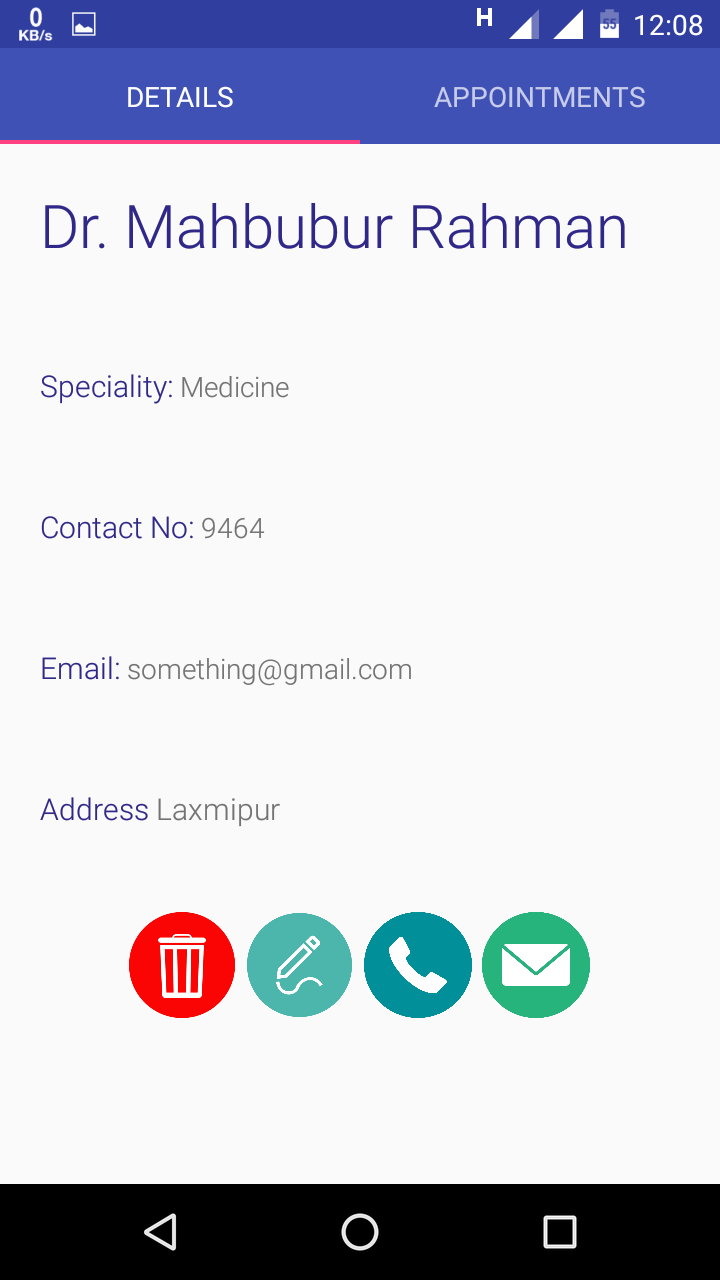 0
KB/s
H
55
12:08
DETAILS
APPOINTMENTS
Dr. Mahbubur Rahman
Speciality: Medicine
Contact No: 9464
Email: something@gmail.com
Address Laxmipur